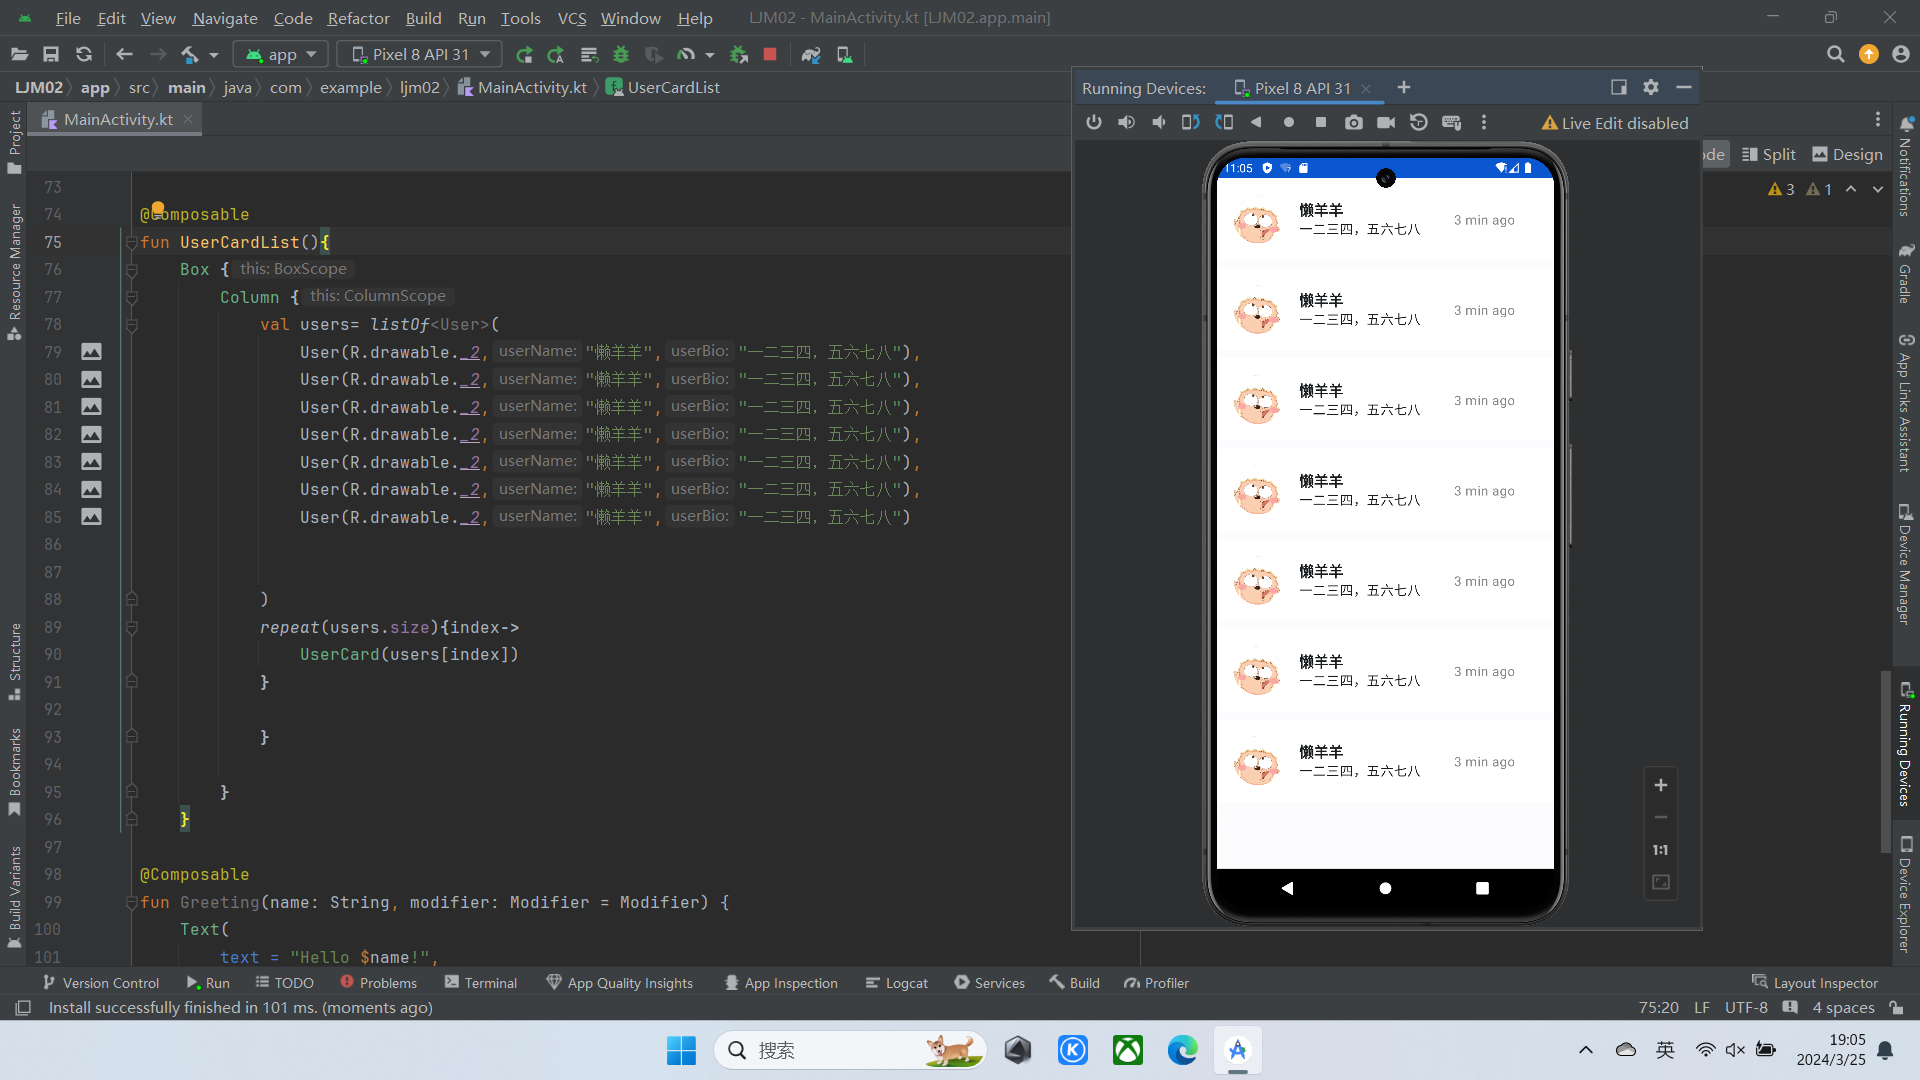 File Edit View Navigate Code Refactor Build Run Tools VCS Window Help LJM02 - MainActivity.kt [LJM02.app.main]
app Pixel 8 API 31
LJM02 app src main java com example ljm02 MainActivity.kt UserCardList
MainActivity.kt
Project
Resource Manager
Structure
Bookmarks
Build Variants
Split Design
3 1
73
74 @Composable
75 fun UserCardList(){
76 Box { this: BoxScope
77 Column { this: ColumnScope
78 val users= listOf<User>(
79 User(R.drawable._2, userName: "懒羊羊", userBio: "一二三四，五六七八"),
80 User(R.drawable._2, userName: "懒羊羊", userBio: "一二三四，五六七八"),
81 User(R.drawable._2, userName: "懒羊羊", userBio: "一二三四，五六七八"),
82 User(R.drawable._2, userName: "懒羊羊", userBio: "一二三四，五六七八"),
83 User(R.drawable._2, userName: "懒羊羊", userBio: "一二三四，五六七八"),
84 User(R.drawable._2, userName: "懒羊羊", userBio: "一二三四，五六七八"),
85 User(R.drawable._2, userName: "懒羊羊", userBio: "一二三四，五六七八")
86
87
88 )
89 repeat(users.size){index->
90 UserCard(users[index])
91 }
92
93 }
94
95 }
96 }
97
98 @Composable
99 fun Greeting(name: String, modifier: Modifier = Modifier) {
100 Text(
101 text = "Hello $name!",
Running Devices: Pixel 8 API 31
Live Edit disabled
11:05
懒羊羊
一二三四，五六七八
3 min ago
懒羊羊
一二三四，五六七八
3 min ago
懒羊羊
一二三四，五六七八
3 min ago
懒羊羊
一二三四，五六七八
3 min ago
懒羊羊
一二三四，五六七八
3 min ago
懒羊羊
一二三四，五六七八
3 min ago
懒羊羊
一二三四，五六七八
3 min ago
1:1
Notifications
Gradle
App Links Assistant
Device Manager
Running Devices
Device Explorer
Version Control Run TODO Problems Terminal App Quality Insights App Inspection Logcat Services Build Profiler Layout Inspector
Install successfully finished in 101 ms. (moments ago) 75:20 LF UTF-8 4 spaces
搜索
英
19:05
2024/3/25